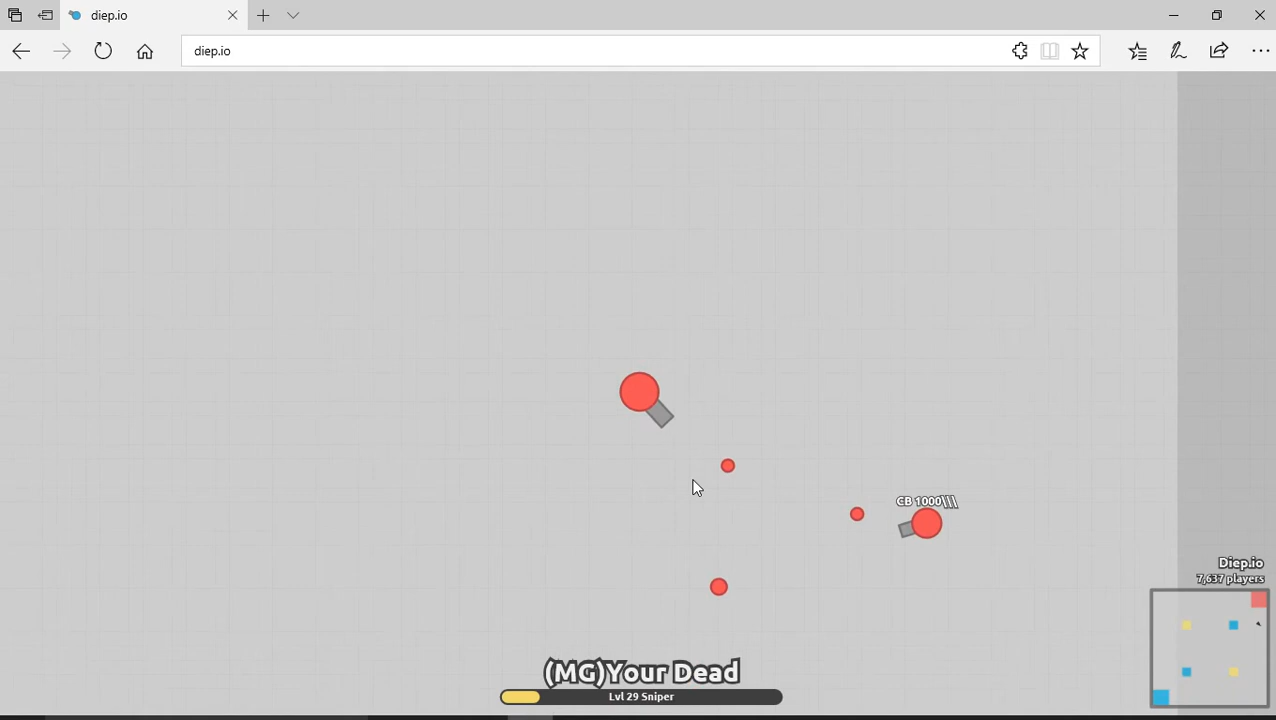 diep.io
diep.io
CB 1000\\\
Diep.io
7,637 players
(MG)Your Dead
Lvl 29 Sniper